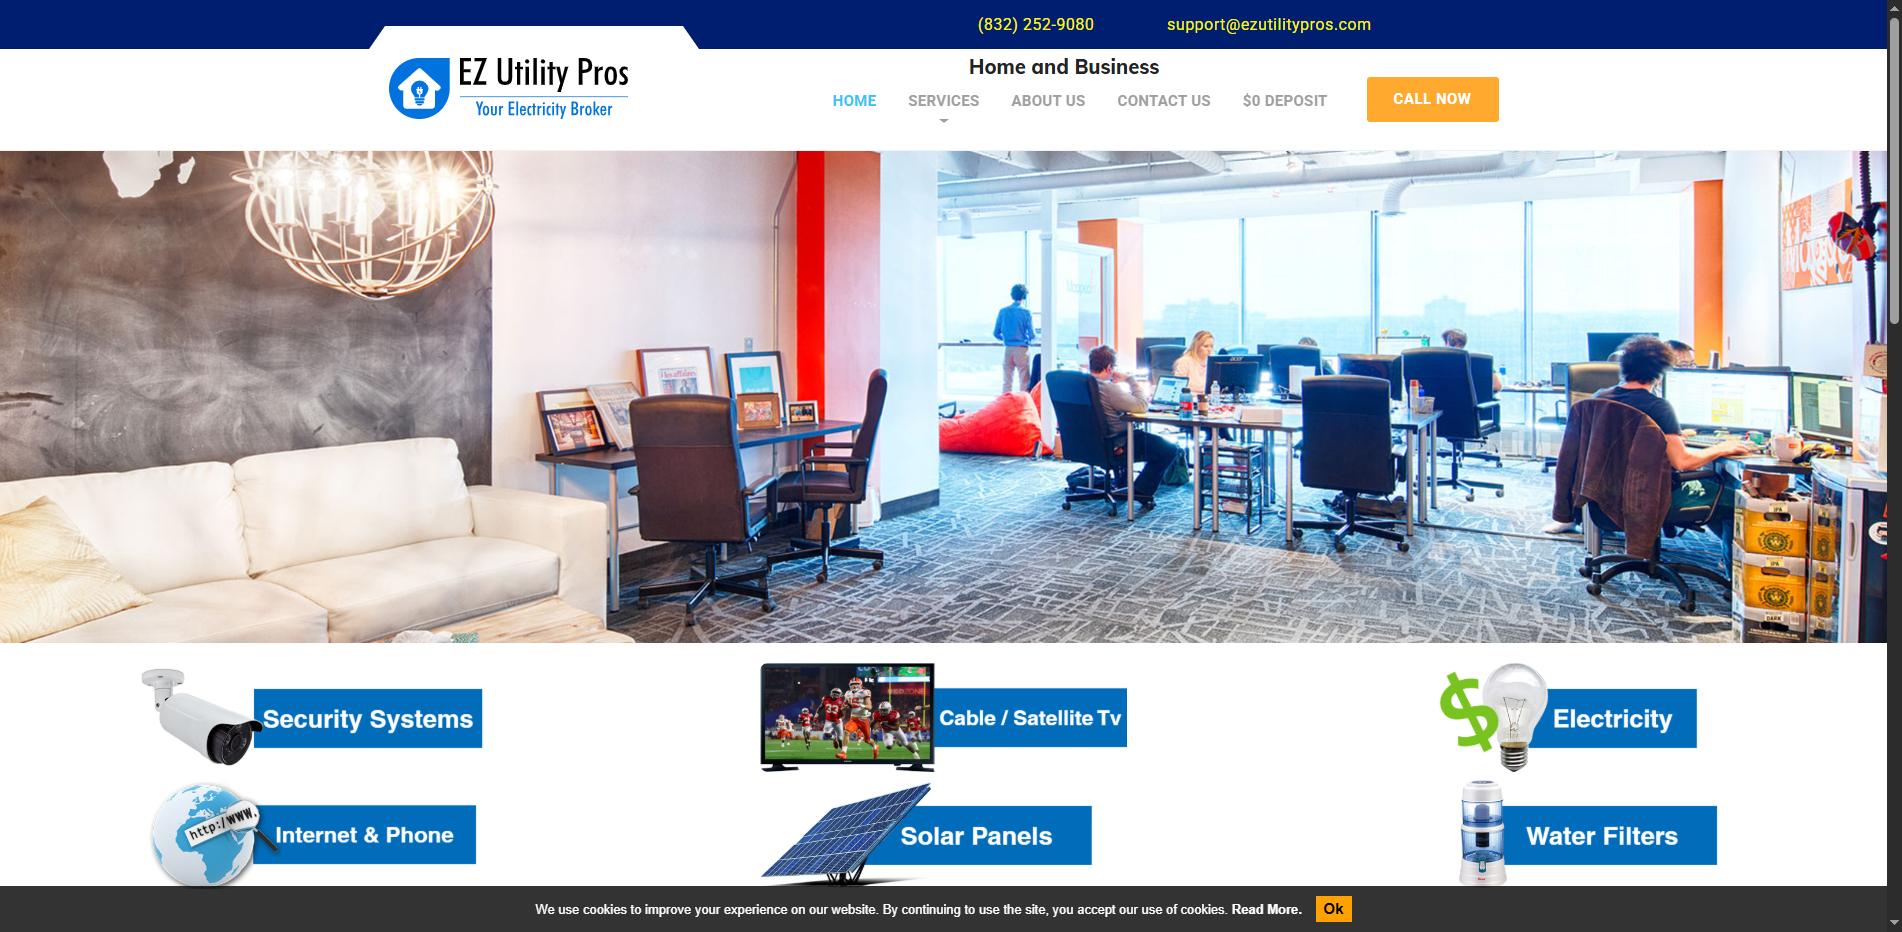 (832) 252-9080
support@ezutilitypros.com
EZ Utility Pros
Your Electricity Broker
Home and Business
HOME
SERVICES
ABOUT US
CONTACT US
$0 DEPOSIT
CALL NOW
Security Systems
Cable / Satellite Tv
Electricity
http:/www.
Internet & Phone
Solar Panels
Water Filters
We use cookies to improve your experience on our website. By continuing to use the site, you accept our use of cookies. Read More.
Ok